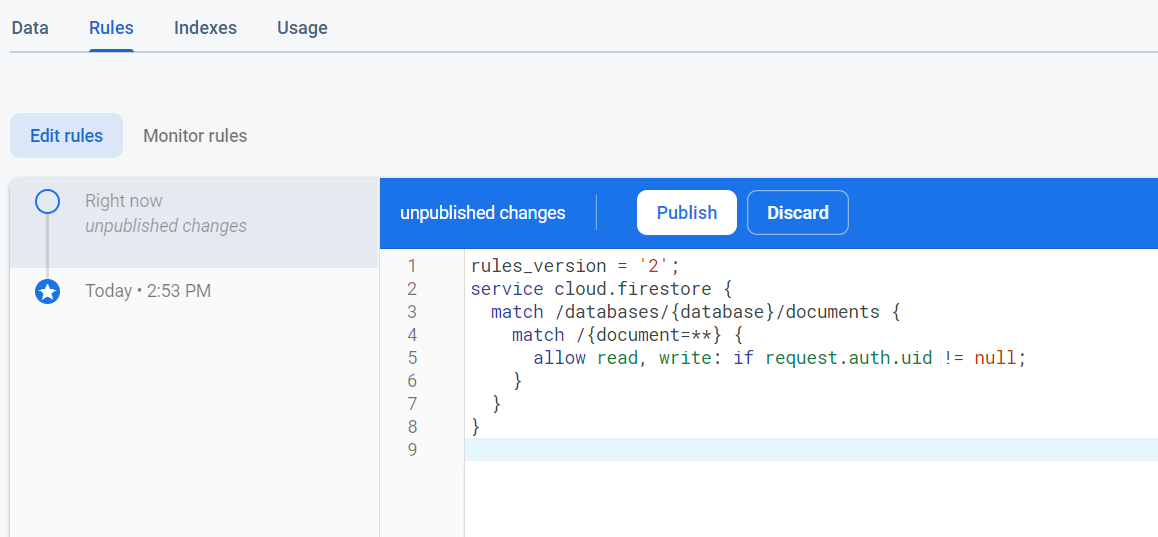 Data Rules Indexes Usage
Edit rules Monitor rules
Right now
unpublished changes
Today • 2:53 PM
unpublished changes Publish Discard
1 rules_version = '2';
2 service cloud.firestore {
3 match /databases/{database}/documents {
4 match /{document=**} {
5 allow read, write: if request.auth.uid != null;
6 }
7 }
8 }
9